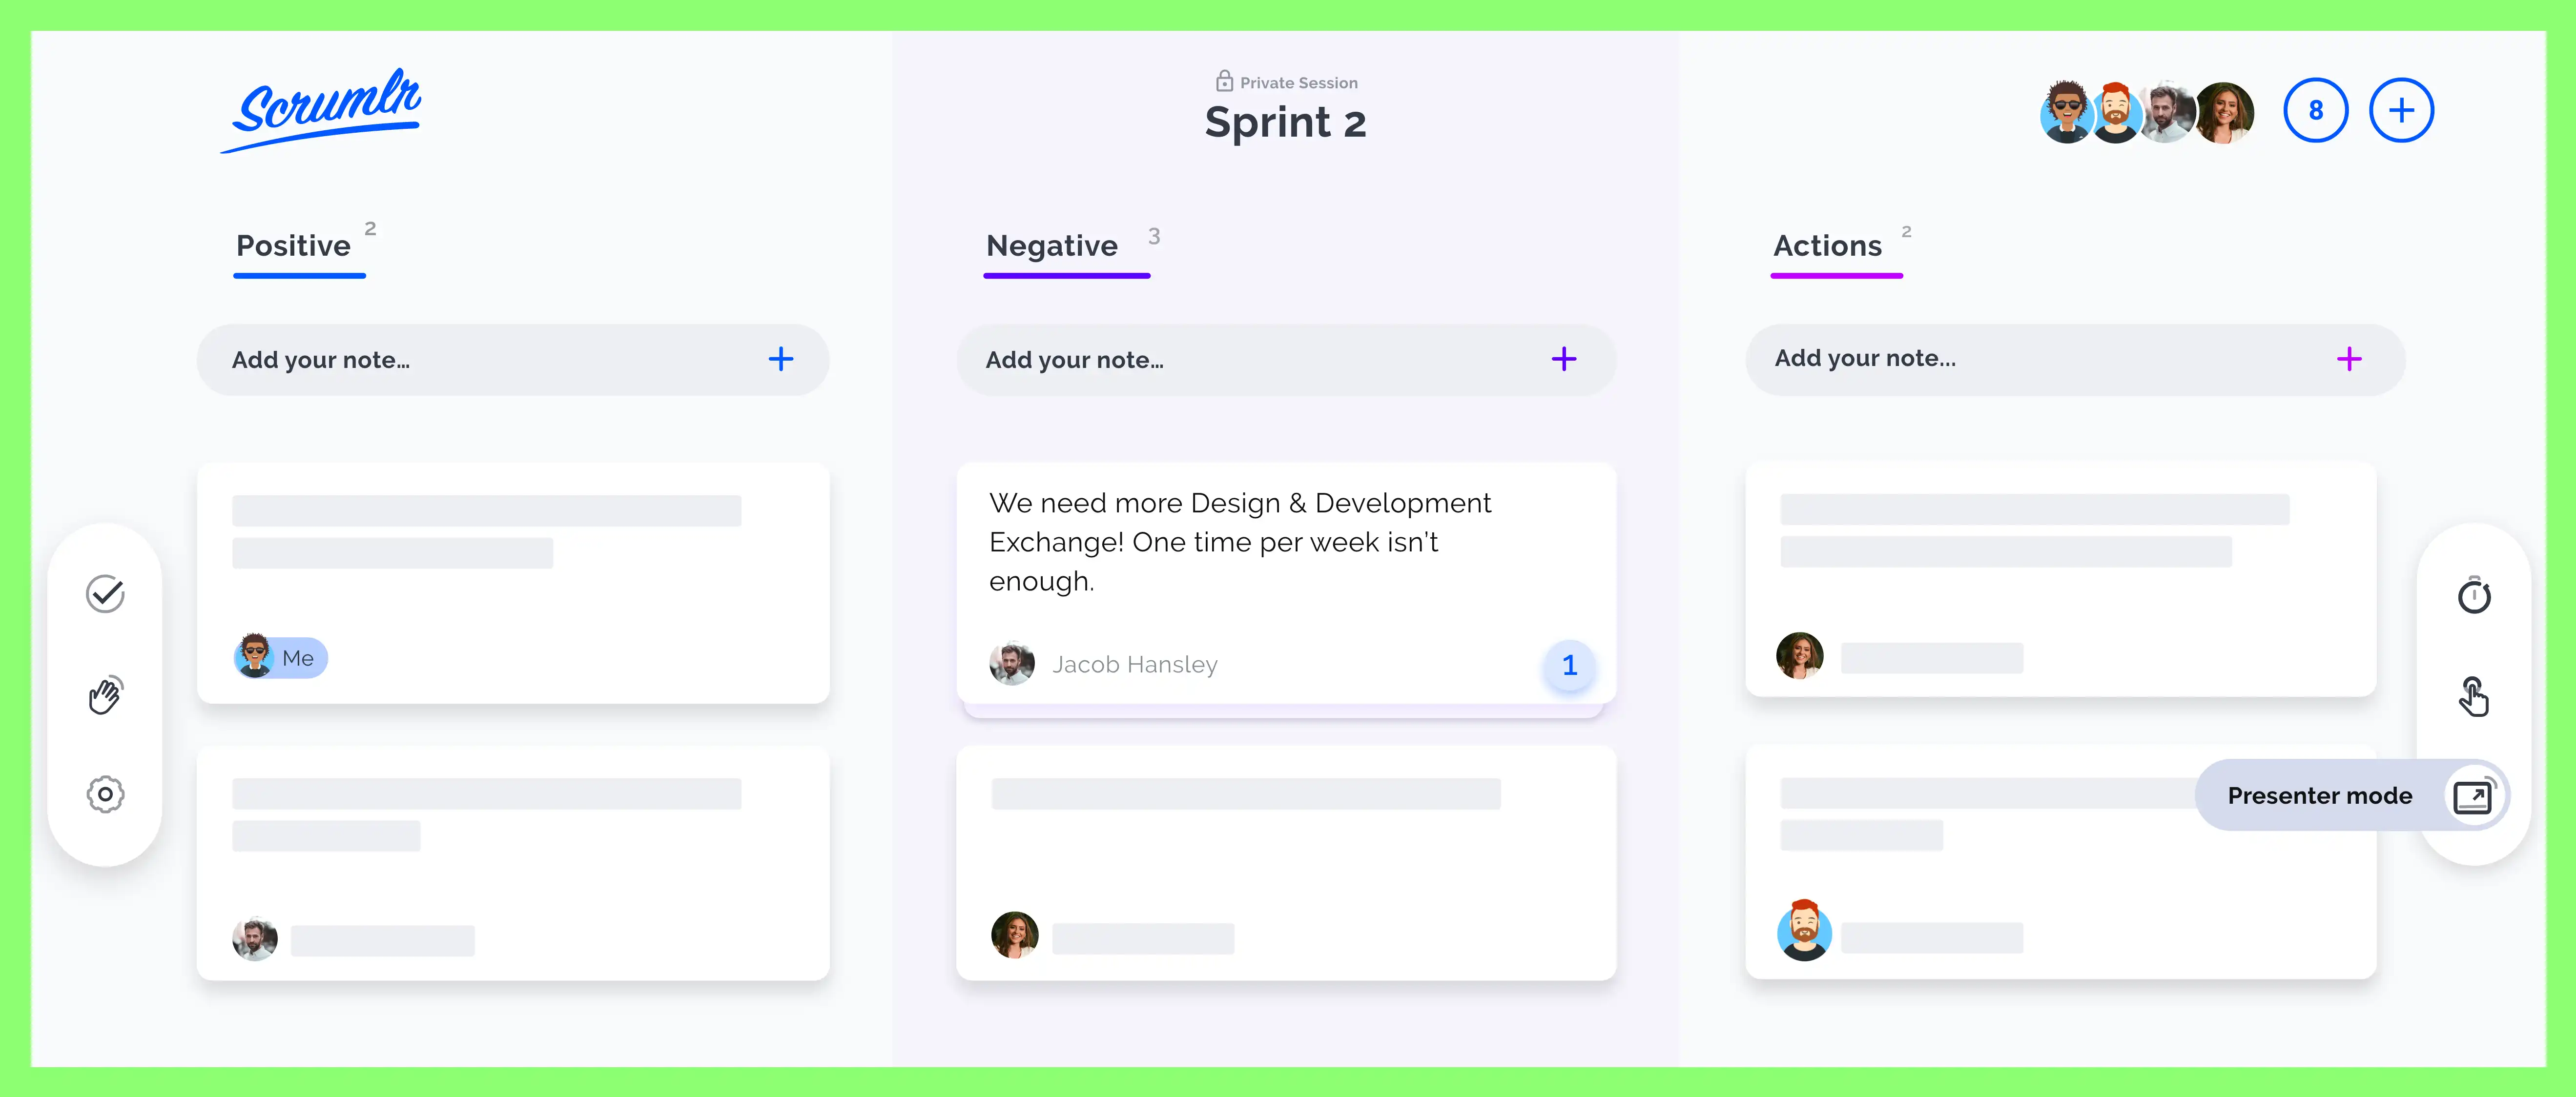 Scrumlr
Private Session
Sprint 2
8
Positive 2
Negative 3
Actions 2
Add your note...
Add your note...
Add your note...
We need more Design & Development
Exchange! One time per week isn’t
enough.
Me
Jacob Hansley
1
Presenter mode